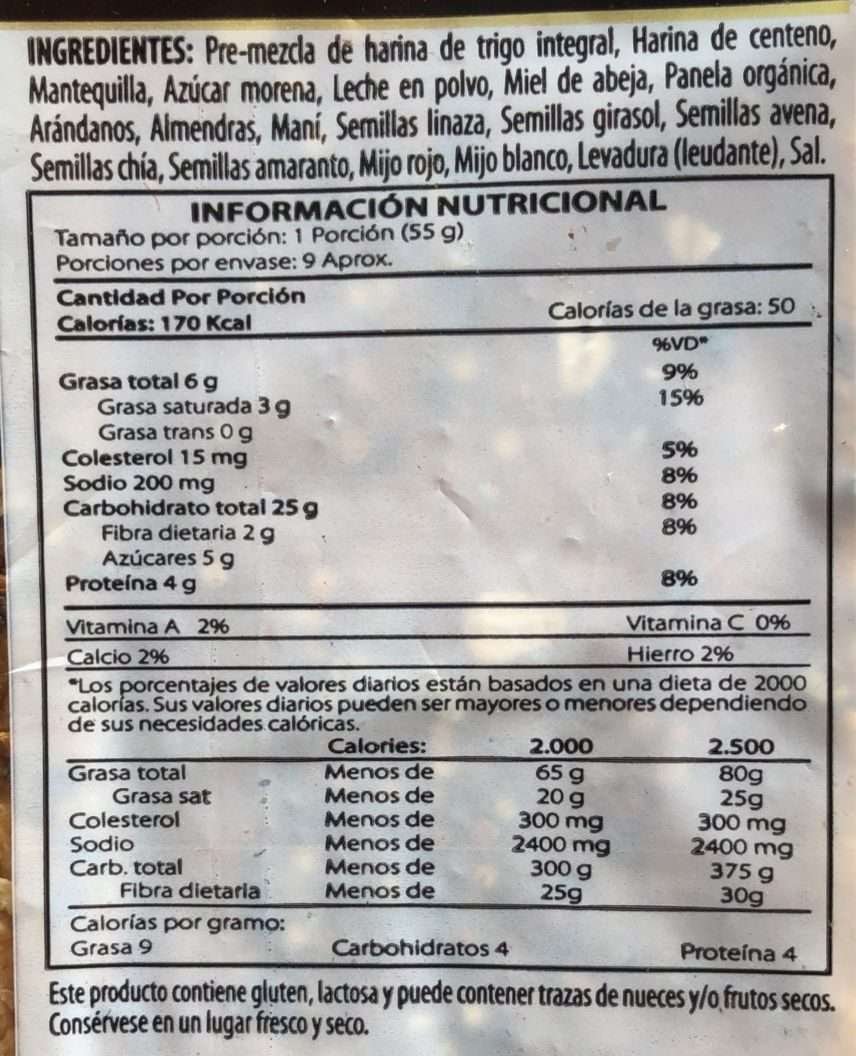 INGREDIENTES: Pre-mezcla de harina de trigo integral, Harina de centeno,
Mantequilla, Azúcar morena, Leche en polvo, Miel de abeja, Panela orgánica,
Arándanos, Almendras, Maní, Semillas linaza, Semillas girasol, Semillas avena,
Semillas chía, Semillas amaranto, Mijo rojo, Mijo blanco, Levadura (leudante), Sal.
INFORMACIÓN NUTRICIONAL
Tamaño por porción: 1 Porción (55 g)
Porciones por envase: 9 Aprox.
Cantidad Por Porción
Calorías: 170 Kcal Calorías de la grasa: 50
%VD*
Grasa total 6 g 9%
Grasa saturada 3 g 15%
Grasa trans 0 g
Colesterol 15 mg 5%
Sodio 200 mg 8%
Carbohidrato total 25 g 8%
Fibra dietaria 2 g 8%
Azúcares 5 g
Proteína 4 g 8%
Vitamina A 2% Vitamina C 0%
Calcio 2% Hierro 2%
*Los porcentajes de valores diarios están basados en una dieta de 2000
calorías. Sus valores diarios pueden ser mayores o menores dependiendo
de sus necesidades calóricas.
Calories: 2.000 2.500
Grasa total Menos de 65 g 80g
Grasa sat Menos de 20 g 25g
Colesterol Menos de 300 mg 300 mg
Sodio Menos de 2400 mg 2400 mg
Carb. total Menos de 300 g 375 g
Fibra dietaria Menos de 25g 30g
Calorías por gramo:
Grasa 9 Carbohidratos 4 Proteína 4
Este producto contiene gluten, lactosa y puede contener trazas de nueces y/o frutos secos.
Consérvese en un lugar fresco y seco.